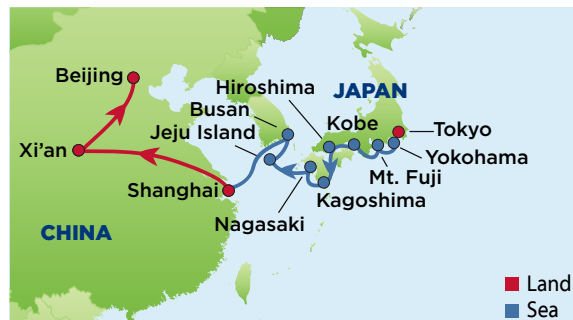 Beijing
Hiroshima
JAPAN
Busan
Kobe
Jeju Island
Tokyo
Xi'an
Yokohama
Mt. Fuji
Shanghai
Kagoshima
Nagasaki
CHINA
Land
Sea